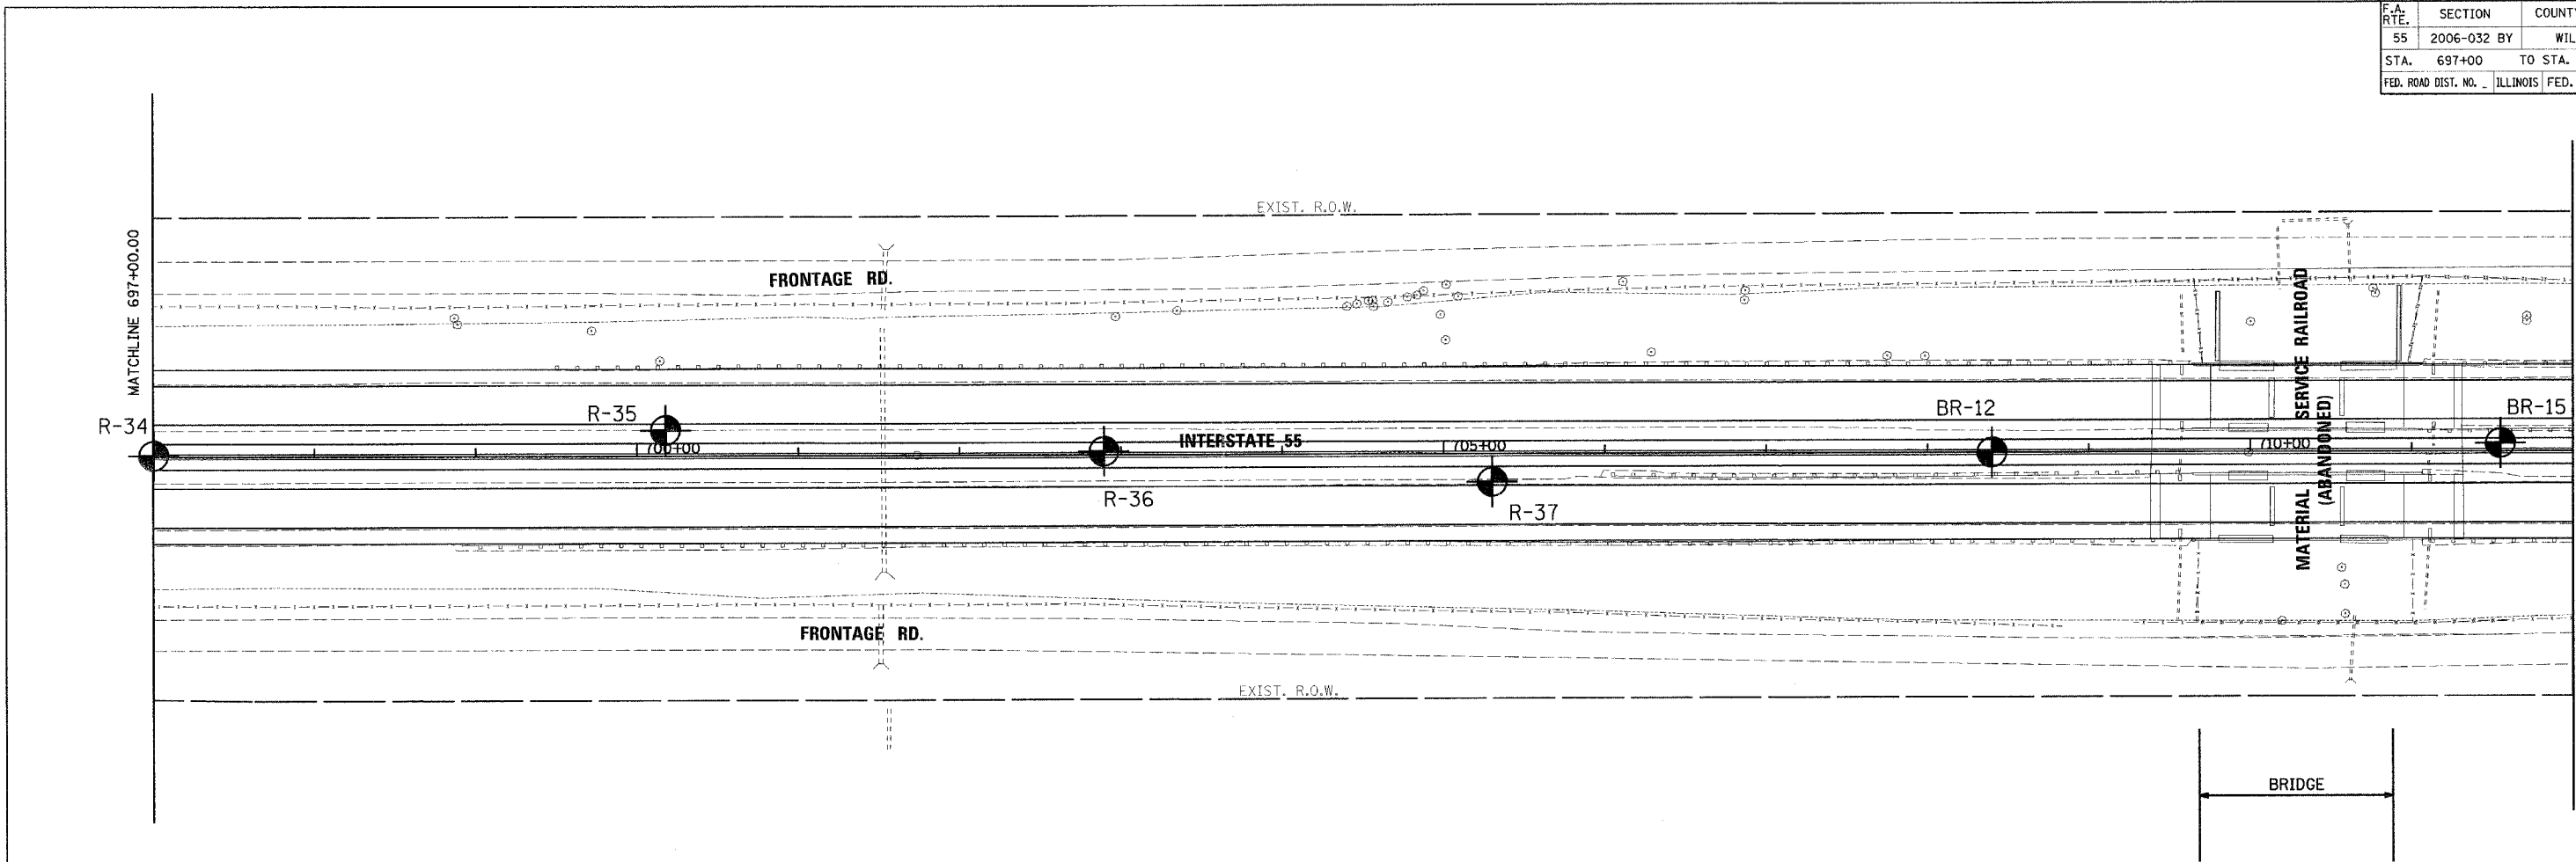 F.A. RTE. SECTION COUNTY
55 2006-032 BY WIL
STA. 697+00 TO STA.
FED. ROAD DIST. NO. _ ILLINOIS FED.
MATCHLINE 697+00.00
EXIST. R.O.W.
FRONTAGE RD.
MATERIAL SERVICE RAILROAD
(ABANDONED)
R-34
R-35
BR-12
BR-15
700+00
INTERSTATE 55
705+00
710+00
R-36
R-37
FRONTAGE RD.
EXIST. R.O.W.
BRIDGE